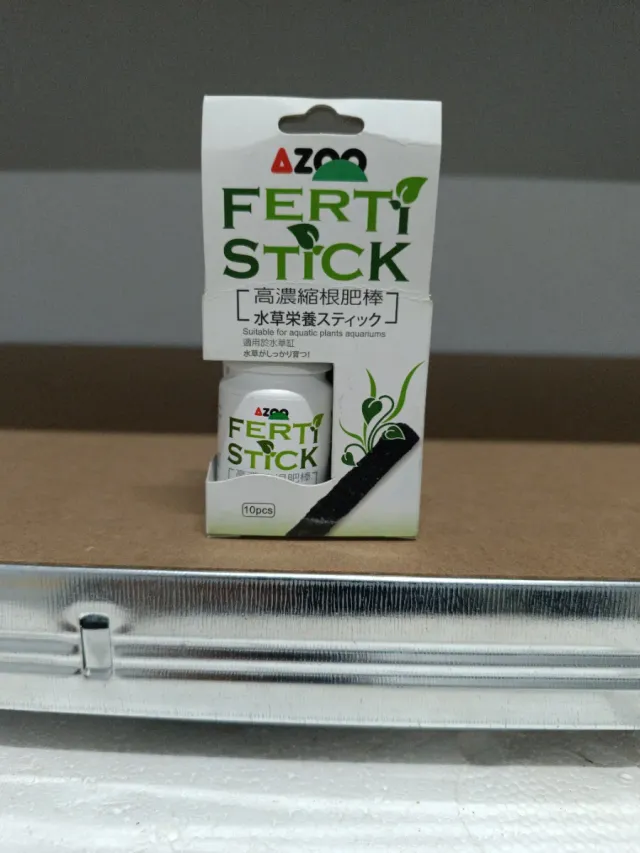 AZOO
FERTI
STICK
高濃縮根肥棒
水草栄養スティック
Suitable for aquatic plants aquariums
適用於水草缸
水草がしっかり育つ!
AZOO
FERTI
STICK
肥棒
10pcs